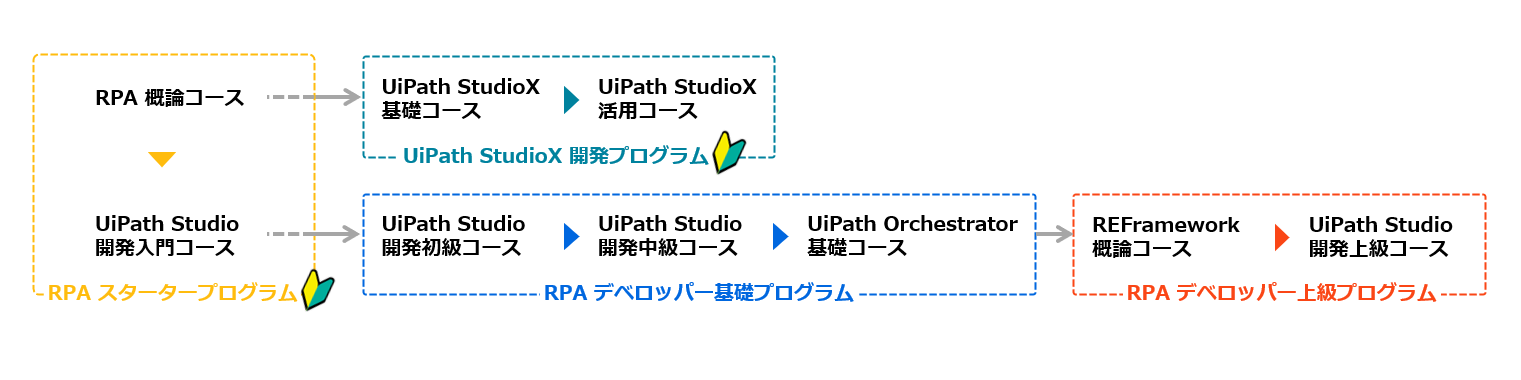 RPA 概論コース
UiPath Studio
開発入門コース
RPA スタータープログラム
UiPath StudioX
基礎コース
UiPath StudioX
活用コース
UiPath StudioX 開発プログラム
UiPath Studio
開発初級コース
UiPath Studio
開発中級コース
UiPath Orchestrator
基礎コース
RPA デベロッパー基礎プログラム
REFramework
概論コース
UiPath Studio
開発上級コース
RPA デベロッパー上級プログラム